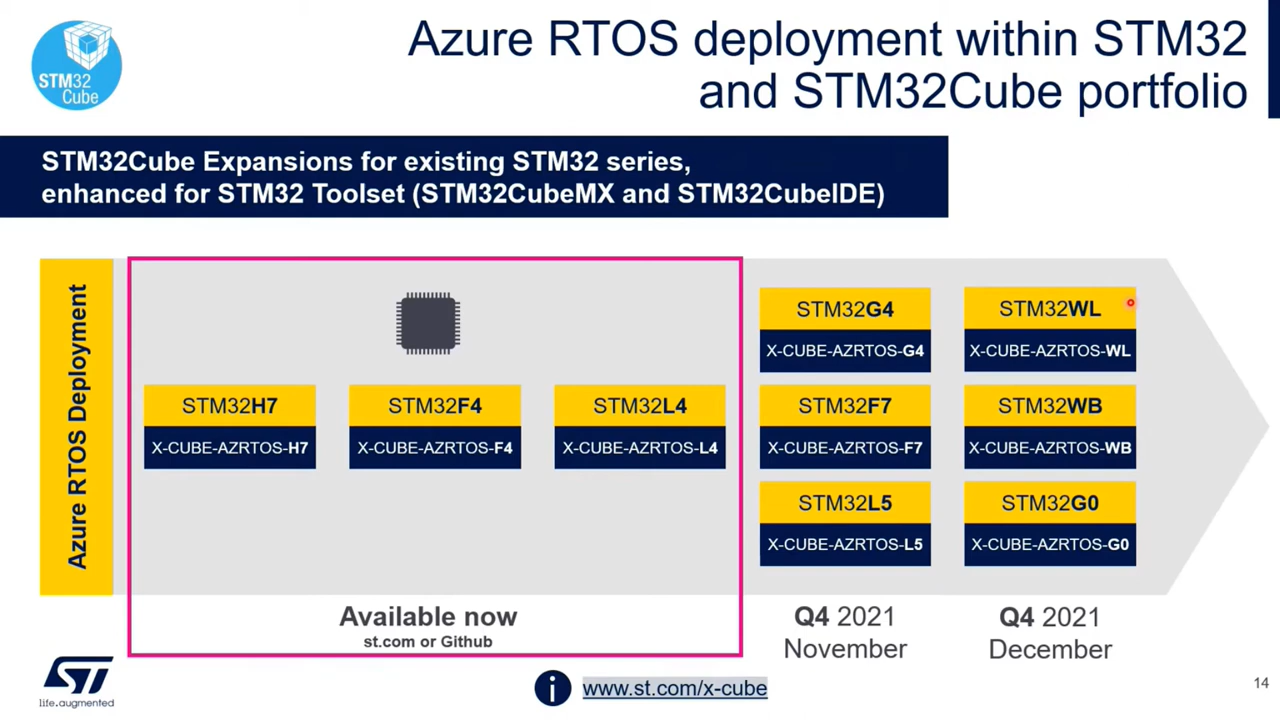 STM32
Cube
Azure RTOS deployment within STM32
and STM32Cube portfolio
STM32Cube Expansions for existing STM32 series,
enhanced for STM32 Toolset (STM32CubeMX and STM32CubeIDE)
Azure RTOS Deployment
STM32H7
X-CUBE-AZRTOS-H7
STM32F4
X-CUBE-AZRTOS-F4
STM32L4
X-CUBE-AZRTOS-L4
Available now
st.com or Github
STM32G4
X-CUBE-AZRTOS-G4
STM32F7
X-CUBE-AZRTOS-F7
STM32L5
X-CUBE-AZRTOS-L5
Q4 2021
November
STM32WL
X-CUBE-AZRTOS-WL
STM32WB
X-CUBE-AZRTOS-WB
STM32G0
X-CUBE-AZRTOS-G0
Q4 2021
December
ST
life.augmented
i
www.st.com/x-cube
14